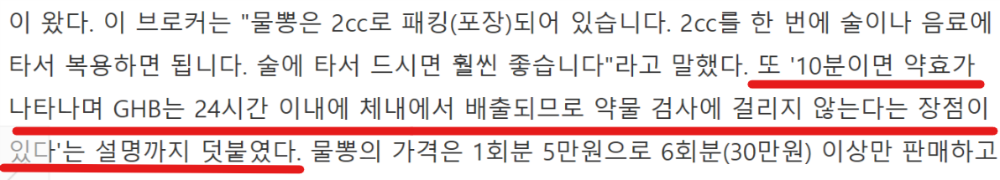 이 왔다. 이 브로커는 "물뽕은 2cc로 패킹(포장)되어 있습니다. 2cc를 한 번에 술이나 음료에
타서 복용하면 됩니다. 술에 타서 드시면 훨씬 좋습니다"라고 말했다. 또 '10분이면 약효가
나타나며 GHB는 24시간 이내에 체내에서 배출되므로 약물 검사에 걸리지 않는다는 장점이
있다'는 설명까지 덧붙였다. 물뽕의 가격은 1회분 5만원으로 6회분(30만원) 이상만 판매하고